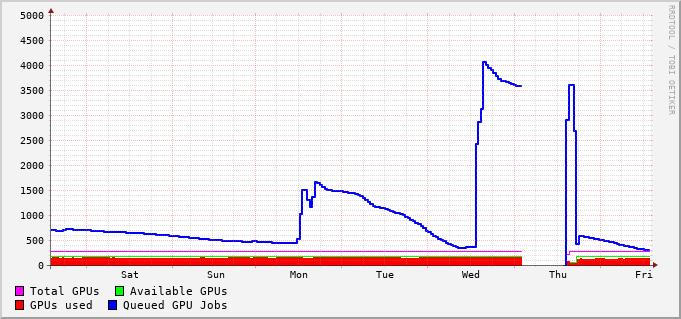 5000
4500
4000
3500
3000
2500
2000
1500
1000
500
0
Sat Sun Mon Tue Wed Thu Fri
Total GPUs Available GPUs
GPUs used Queued GPU Jobs
RRDTOOL / TOBI OETIKER